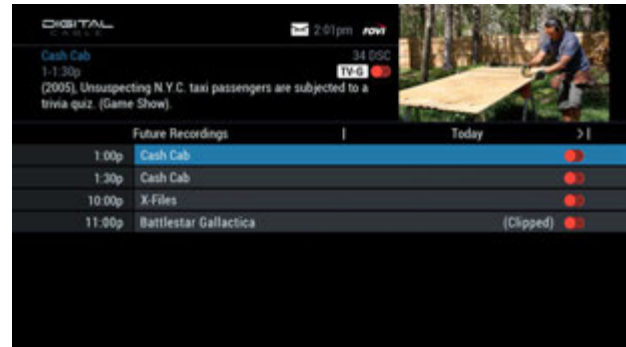 DIGITAL
CABLE
2:01pm rovi
Cash Cab 34 DSC
1-1:30p TV-G
(2005), Unsuspecting N.Y.C. taxi passengers are subjected to a
trivia quiz. (Game Show).
Future Recordings | Today >|
1:00p Cash Cab
1:30p Cash Cab
10:00p X-Files
11:00p Battlestar Gallactica (Clipped)